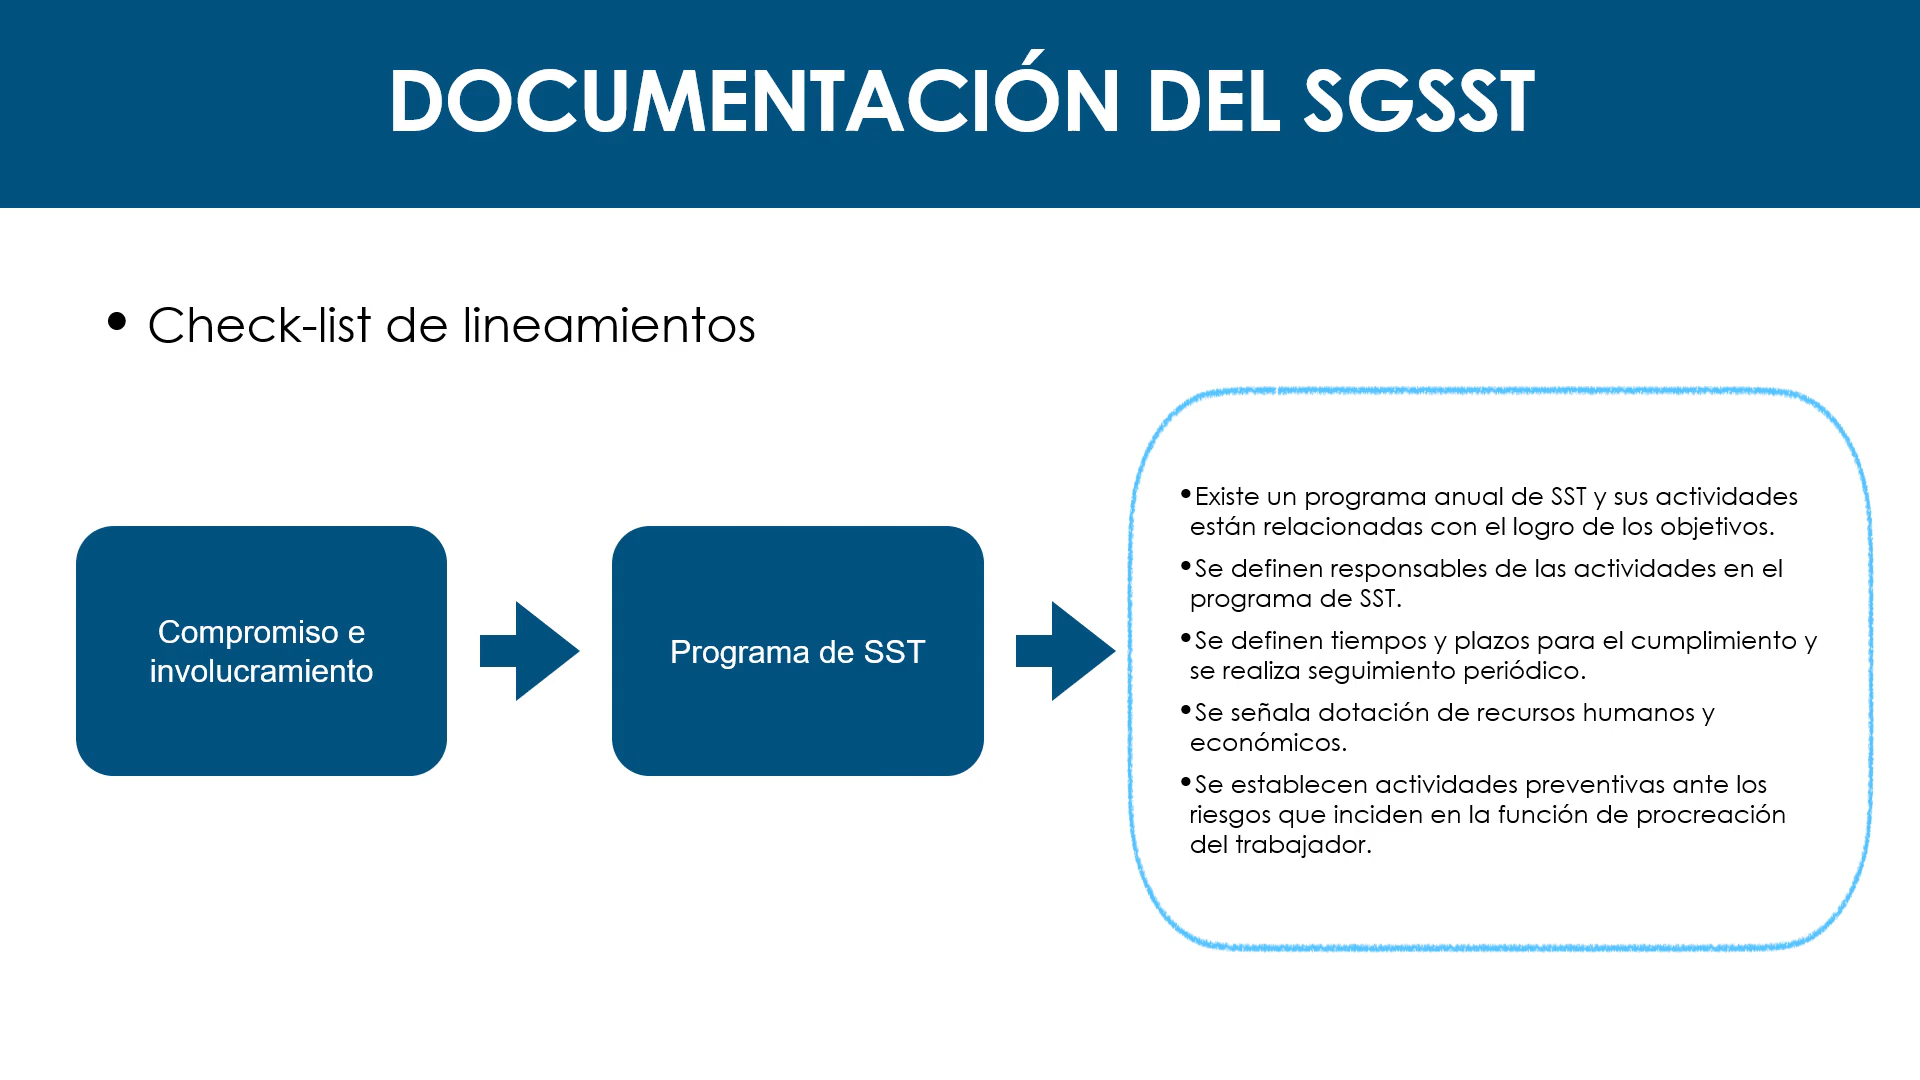 DOCUMENTACIÓN DEL SGSST
• Check-list de lineamientos
Compromiso e
involucramiento
Programa de SST
•Existe un programa anual de SST y sus actividades
están relacionadas con el logro de los objetivos.
•Se definen responsables de las actividades en el
programa de SST.
•Se definen tiempos y plazos para el cumplimiento y
se realiza seguimiento periódico.
•Se señala dotación de recursos humanos y
económicos.
•Se establecen actividades preventivas ante los
riesgos que inciden en la función de procreación
del trabajador.